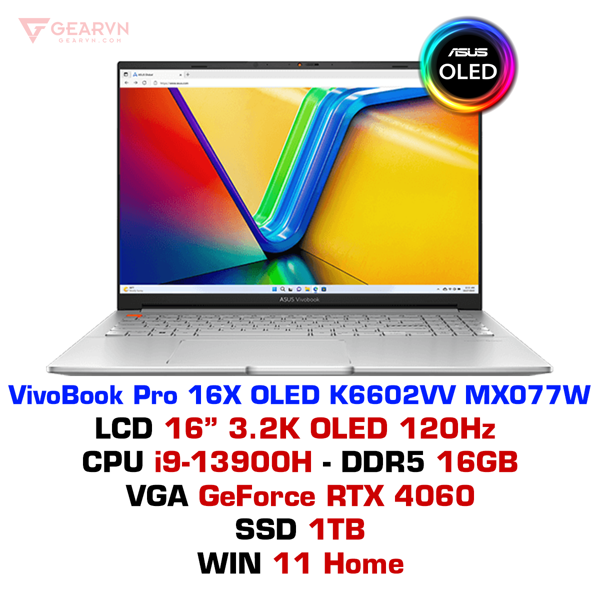 GEARVN
GEARVN.COM
ASUS
OLED
ASUS Vivobook
VivoBook Pro 16X OLED K6602VV MX077W
LCD 16” 3.2K OLED 120Hz
CPU i9-13900H - DDR5 16GB
VGA GeForce RTX 4060
SSD 1TB
WIN 11 Home